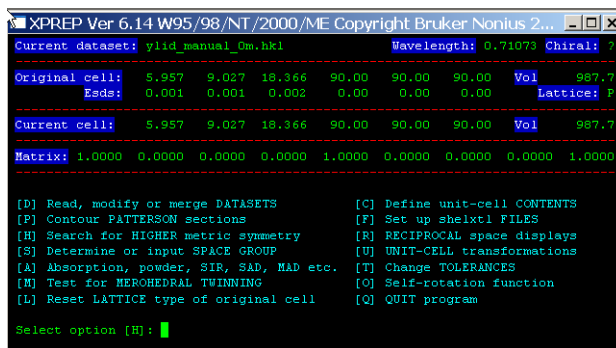 XPREP Ver 6.14 W95/98/NT/2000/ME Copyright Bruker Nonius 2...
Current dataset: ylid_manual_0m.hkl Wavelength: 0.71073 Chiral: ?
Original cell: 5.957 9.027 18.366 90.00 90.00 90.00 Vol 987.7
Esds: 0.001 0.001 0.002 0.00 0.00 0.00 Lattice: P
Current cell: 5.957 9.027 18.366 90.00 90.00 90.00 Vol 987.7
Matrix: 1.0000 0.0000 0.0000 0.0000 1.0000 0.0000 0.0000 0.0000 1.0000
[D] Read, modify or merge DATASETS [C] Define unit-cell CONTENTS
[P] Contour PATTERSON sections [F] Set up shelxtl FILES
[H] Search for HIGHER metric symmetry [R] RECIPROCAL space displays
[S] Determine or input SPACE GROUP [U] UNIT-CELL transformations
[A] Absorption, powder, SIR, SAD, MAD etc. [T] Change TOLERANCES
[M] Test for MEROHEDRAL TWINNING [O] Self-rotation function
[L] Reset LATTICE type of original cell [Q] QUIT program
Select option [H]: